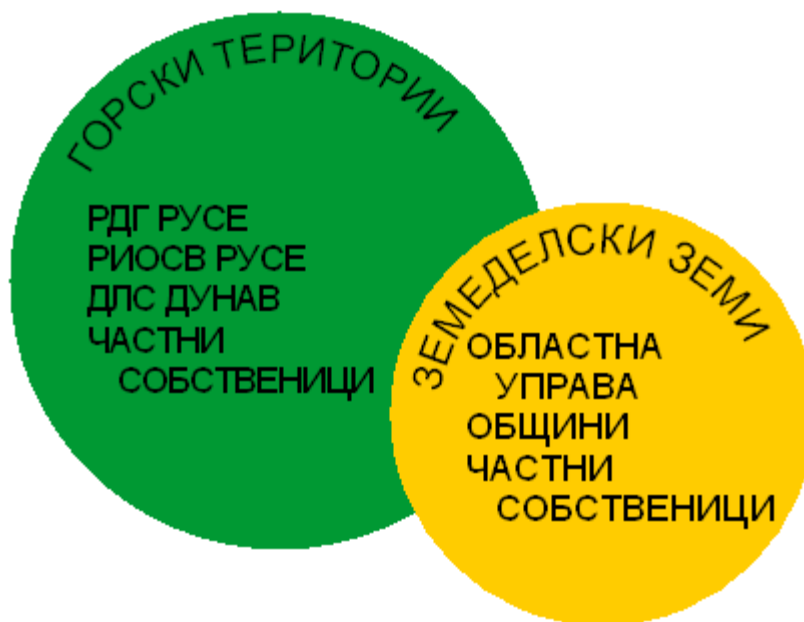 ГОРСКИ ТЕРИТОРИИ
РДГ РУСЕ
РИОСВ РУСЕ
ДЛС ДУНАВ
ЧАСТНИ
СОБСТВЕНИЦИ
ЗЕМЕДЕЛСКИ ЗЕМИ
ОБЛАСТНА
УПРАВА
ОБЩИНИ
ЧАСТНИ
СОБСТВЕНИЦИ